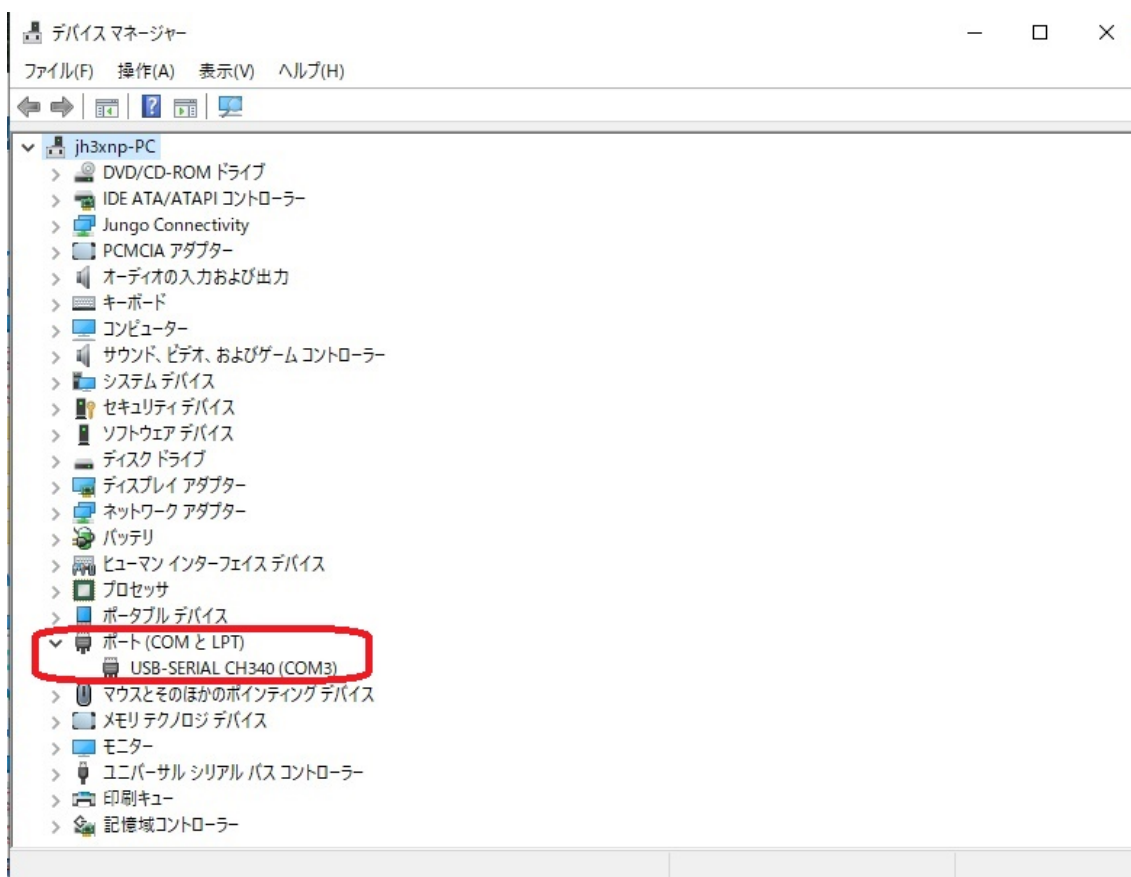 デバイス マネージャー
ファイル(F) 操作(A) 表示(V) ヘルプ(H)
jh3xnp-PC
DVD/CD-ROM ドライブ
IDE ATA/ATAPI コントローラー
Jungo Connectivity
PCMCIA アダプター
オーディオの入力および出力
キーボード
コンピューター
サウンド、ビデオ、およびゲーム コントローラー
システム デバイス
セキュリティ デバイス
ソフトウェア デバイス
ディスク ドライブ
ディスプレイ アダプター
ネットワーク アダプター
バッテリ
ヒューマン インターフェイス デバイス
プロセッサ
ポータブル デバイス
ポート (COM と LPT)
USB-SERIAL CH340 (COM3)
マウスとそのほかのポインティング デバイス
メモリ テクノロジ デバイス
モニター
ユニバーサル シリアル バス コントローラー
印刷キュー
記憶域コントローラー